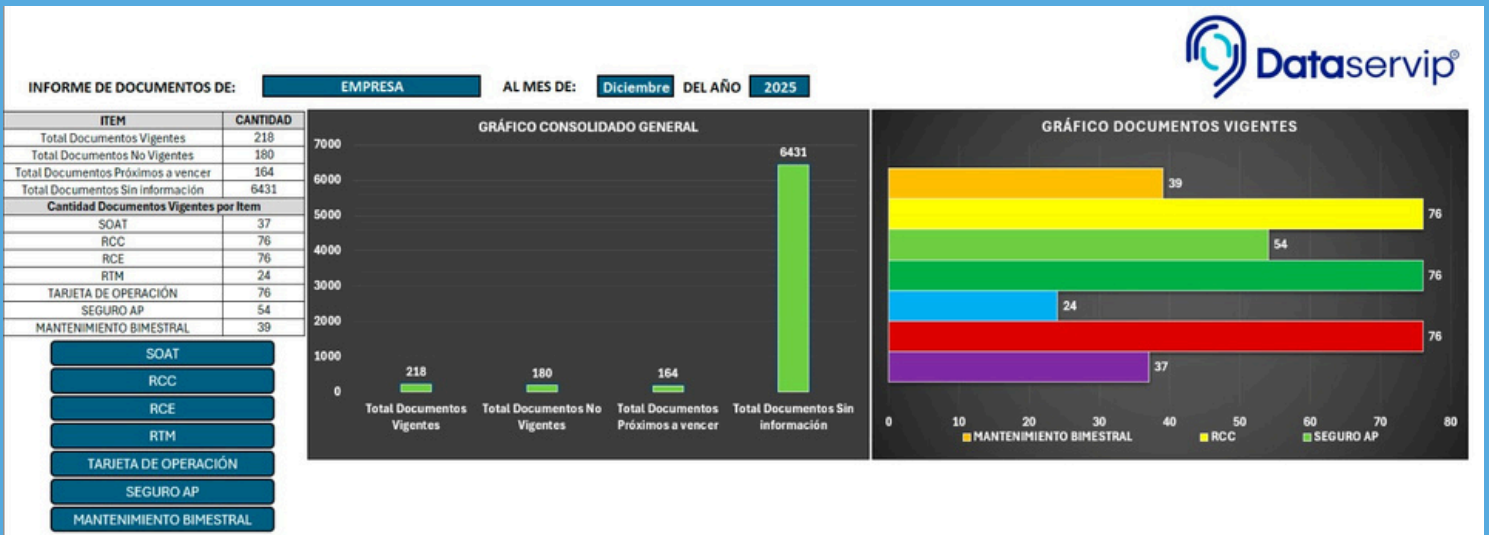 Dataservip®
INFORME DE DOCUMENTOS DE: EMPRESA AL MES DE: Diciembre DEL AÑO 2025
ITEM CANTIDAD
Total Documentos Vigentes 218
Total Documentos No Vigentes 180
Total Documentos Próximos a vencer 164
Total Documentos Sin información 6431
Cantidad Documentos Vigentes por Item
SOAT 37
RCC 76
RCE 76
RTM 24
TARJETA DE OPERACIÓN 76
SEGURO AP 54
MANTENIMIENTO BIMESTRAL 39
SOAT
RCC
RCE
RTM
TARJETA DE OPERACIÓN
SEGURO AP
MANTENIMIENTO BIMESTRAL
GRÁFICO CONSOLIDADO GENERAL
7000
6000
5000
4000
3000
2000
1000
0
218
180
164
6431
Total Documentos Vigentes
Total Documentos No Vigentes
Total Documentos Próximos a vencer
Total Documentos Sin información
GRÁFICO DOCUMENTOS VIGENTES
39
76
54
76
24
76
37
0 10 20 30 40 50 60 70 80
MANTENIMIENTO BIMESTRAL RCC SEGURO AP